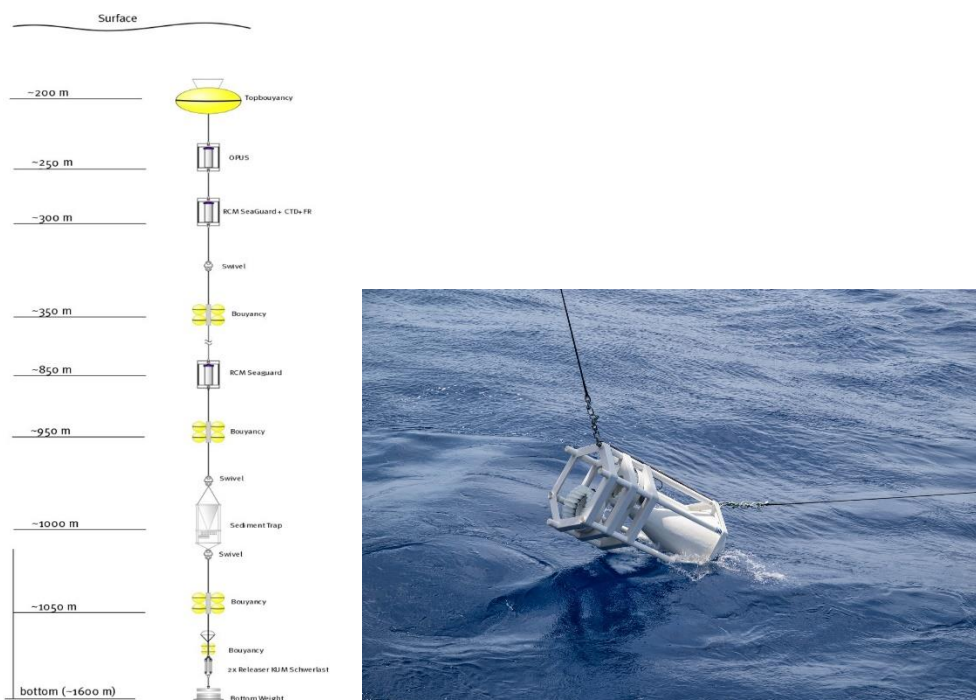 Surface
~200 m
Topbouyancy
OPUS
~250 m
RCM SeaGuard + CTD+ FR
~300 m
Swivel
~350 m
Bouyancy
~850 m
RCM Seaguard
~950 m
Bouyancy
Swivel
~1000 m
Sediment Trap
Swivel
~1050 m
Bouyancy
Bouyancy
2x Releaser KUM Schwerlast
bottom (~1600 m)
Bottom Weight